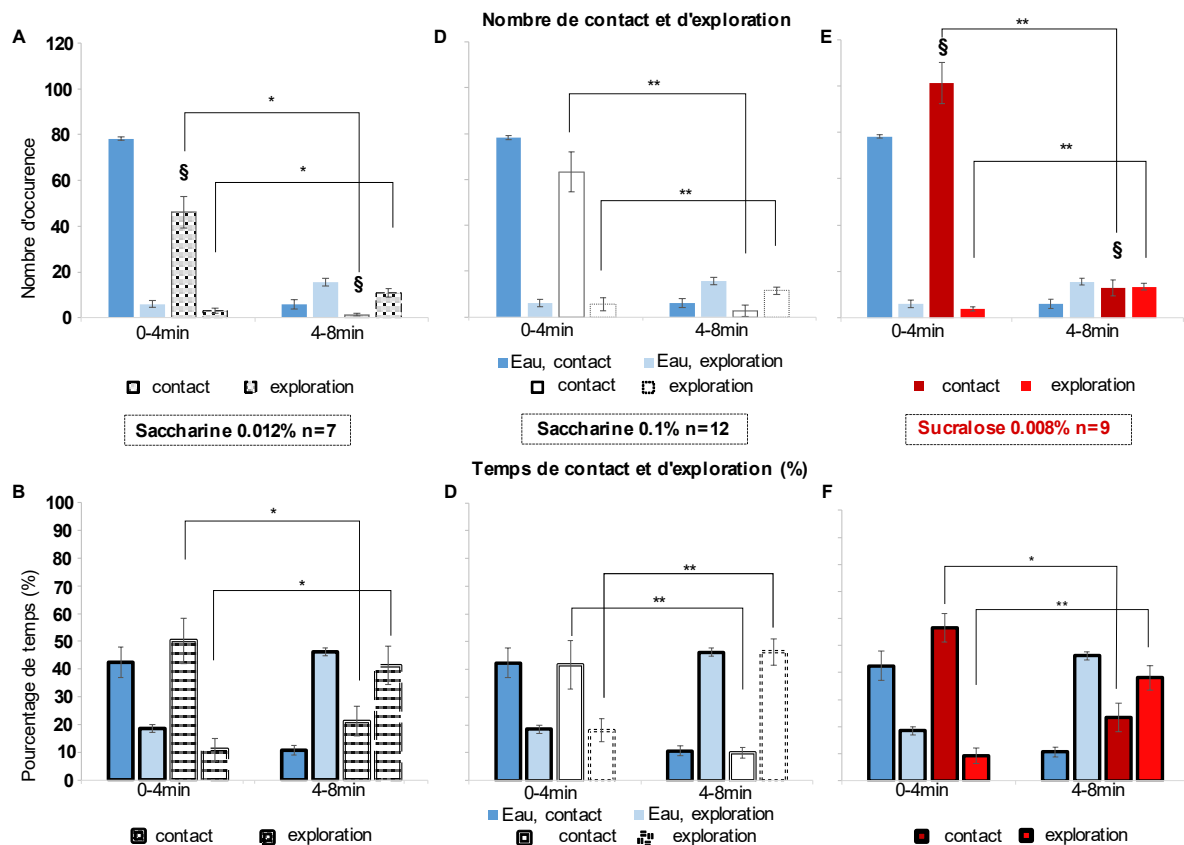 Nombre de contact et d'exploration
A
D
E
Nombre d'occurence
120
100
80
60
40
20
0
*
*
§
§
**
**
**
**
§
§
0-4min
4-8min
0-4min
4-8min
0-4min
4-8min
contact
exploration
Eau, contact
Eau, exploration
contact
exploration
contact
exploration
Saccharine 0.012% n=7
Saccharine 0.1% n=12
Sucralose 0.008% n=9
Temps de contact et d'exploration (%)
B
D
F
Pourcentage de temps (%)
100
90
80
70
60
50
40
30
20
10
0
*
*
**
**
*
**
0-4min
4-8min
0-4min
4-8min
0-4min
4-8min
contact
exploration
Eau, contact
Eau, exploration
contact
exploration
contact
exploration